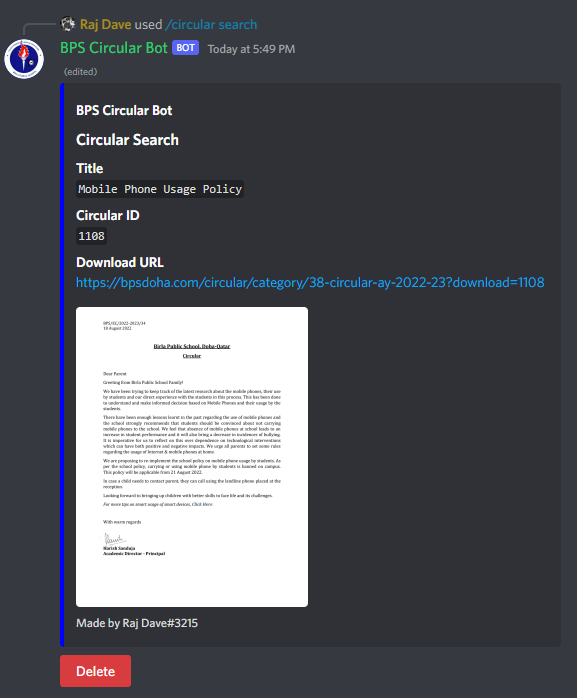 Raj Dave used /circular search
BPS Circular Bot BOT Today at 5:49 PM
(edited)
BPS Circular Bot
Circular Search
Title
Mobile Phone Usage Policy
Circular ID
1108
Download URL
https://bpsdoha.com/circular/category/38-circular-ay-2022-23?download=1108
BPS/EC/2022-2023/34
18 August 2022
Birla Public School, Doha-Qatar
Circular
Dear Parent
Greeting from Birla Public School Family!
We have been trying to keep track of the latest research about the mobile phones, their use
by students and our direct experience with the students in this process. This has been done
to understand and make informed decision based on Mobile Phones and their usage by the
students.
There have been enough lessons learnt in the past regarding the use of mobile phones and
the school strongly recommends that students should be convinced about not carrying
mobile phones to the school. We feel that absence of mobile phones at school leads to an
increase in student performance and it will also bring a decrease in incidences of bullying.
It is imperative for us to reflect on this over dependence on technological interventions
which can have both positive and negative impacts. We urge all parents to set some rules
regarding the usage of Internet & mobile phones at home.
We are proposing to re-implement the school policy on mobile phone usage by students. As
per the school policy, carrying or using mobile phone by students is banned on campus.
This policy will be applicable from 21 August 2022.
In case a child needs to contact parent, they can call using the landline phone placed at the
reception.
Looking forward to bringing up children with better skills to face life and its challenges.
For more tips on smart usage of smart devices, Click Here
With warm regards
Harish Sanduja
Academic Director - Principal
Made by Raj Dave#3215
Delete